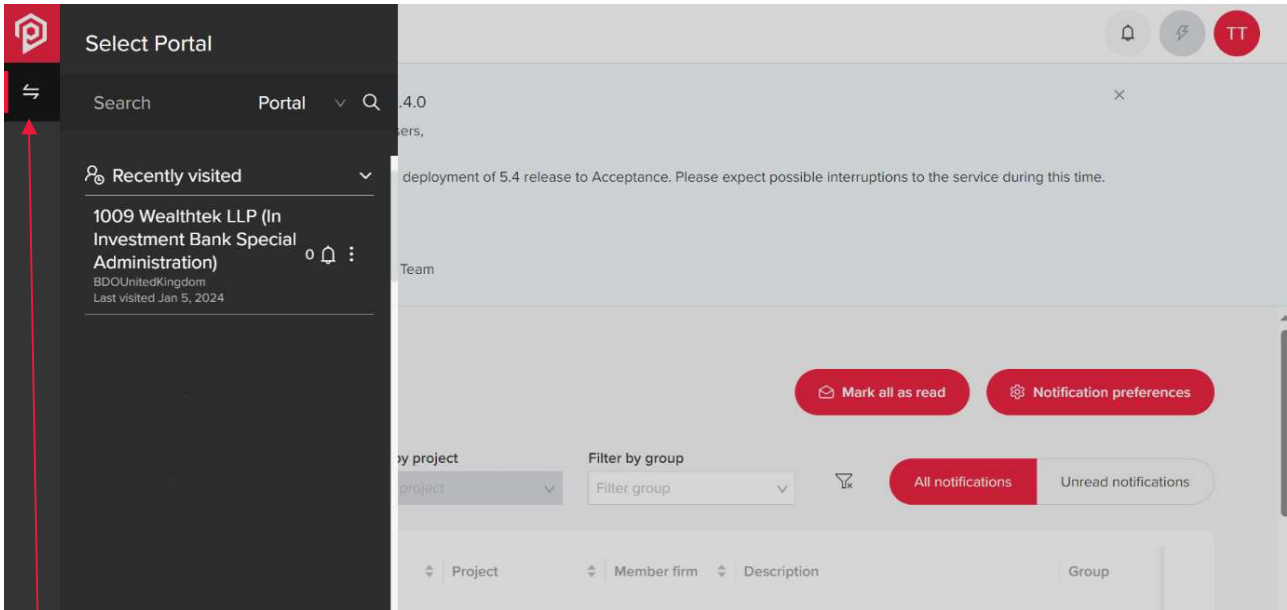 Select Portal
TT
Search Portal
.4.0
sers,
Recently visited
deployment of 5.4 release to Acceptance. Please expect possible interruptions to the service during this time.
1009 Wealthtek LLP (In
Investment Bank Special
Administration)
0
BDOUnitedKingdom
Last visited Jan 5, 2024
Team
Mark all as read
Notification preferences
by project
Filter by group
project
Filter group
All notifications
Unread notifications
Project
Member firm
Description
Group